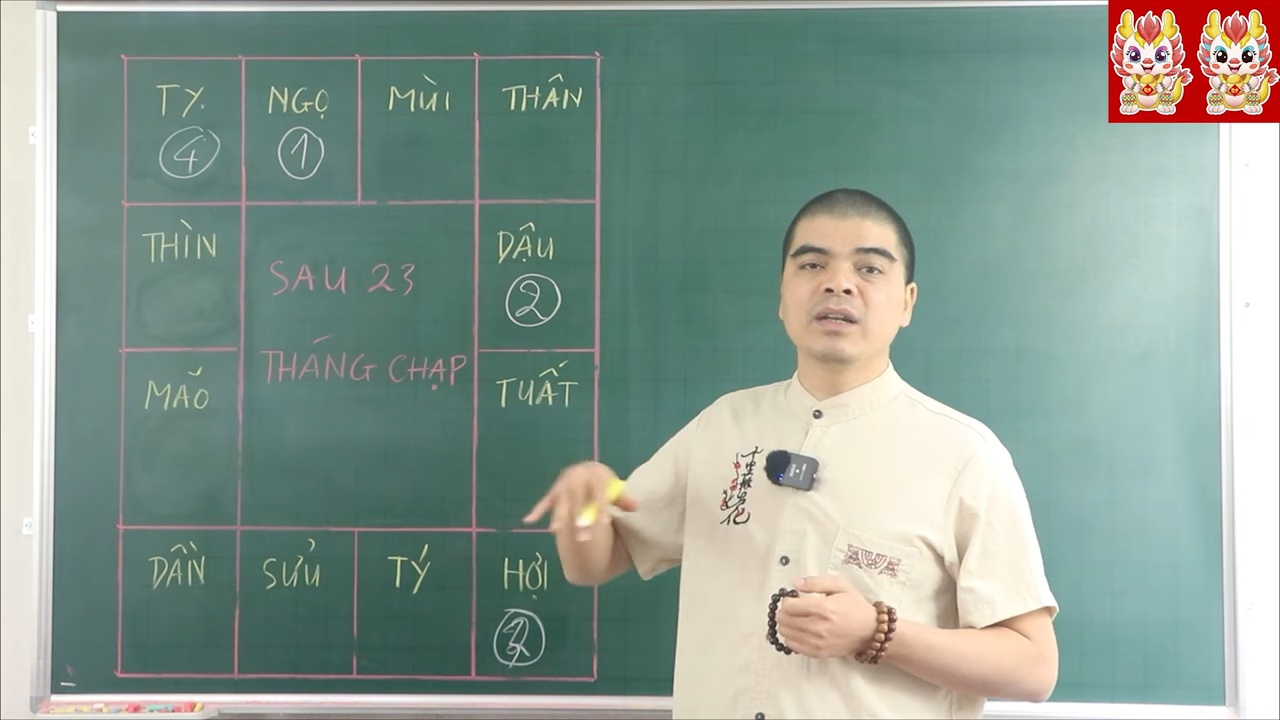 TỴ NGỌ MÙI THÂN
④ ①
THÌN DẬU
②
SAU 23
THÁNG CHẠP
MÃO TUẤT
DẦN SỬU TÝ HỢI